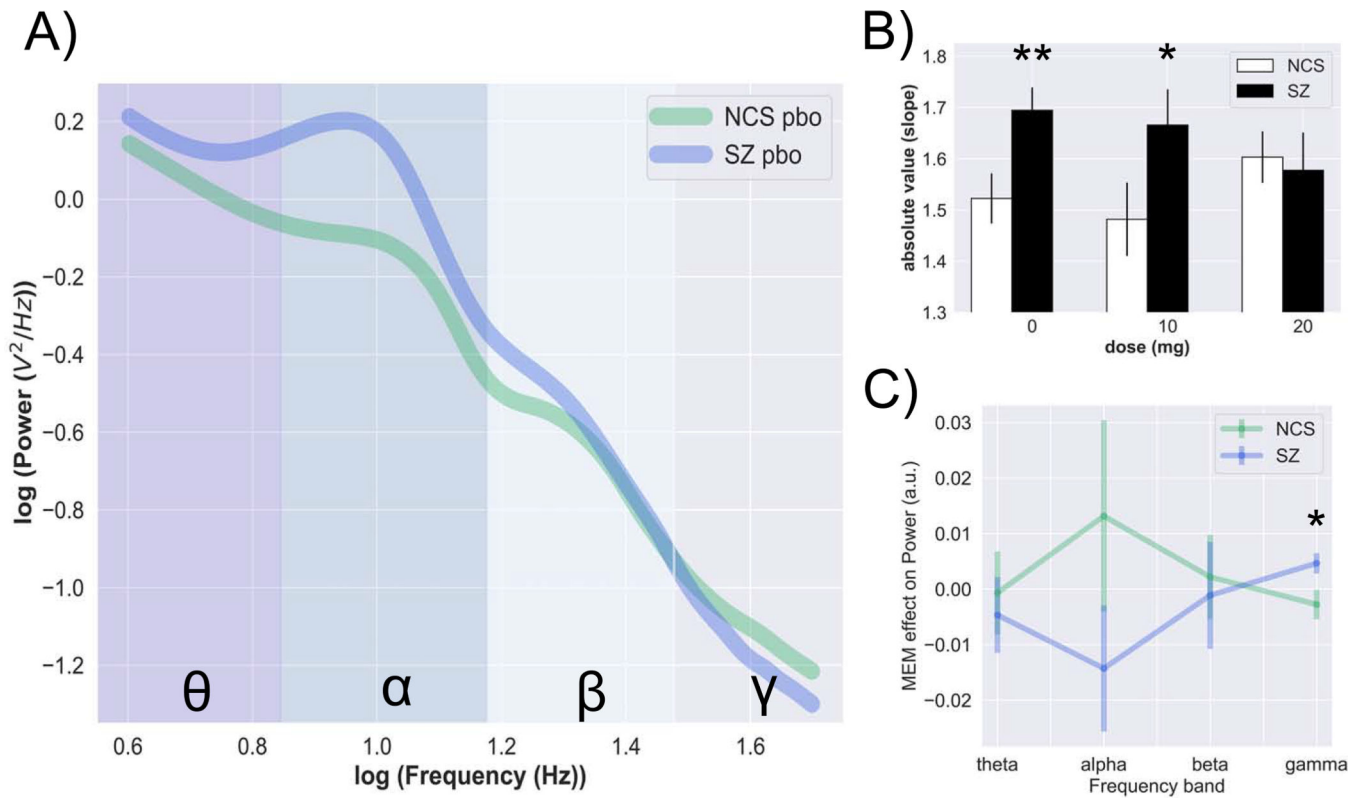 A)
log (Power (V²/Hz))
0.2
0.0
−0.2
−0.4
−0.6
−0.8
−1.0
−1.2
NCS pbo
SZ pbo
θ
α
β
γ
0.6
0.8
1.0
1.2
1.4
1.6
log (Frequency (Hz))
B)
absolute value (slope)
1.8
1.7
1.6
1.5
1.4
1.3
**
*
NCS
SZ
0
10
20
dose (mg)
C)
MEM effect on Power (a.u.)
0.03
0.02
0.01
0.00
−0.01
−0.02
NCS
SZ
*
theta
alpha
beta
gamma
Frequency band